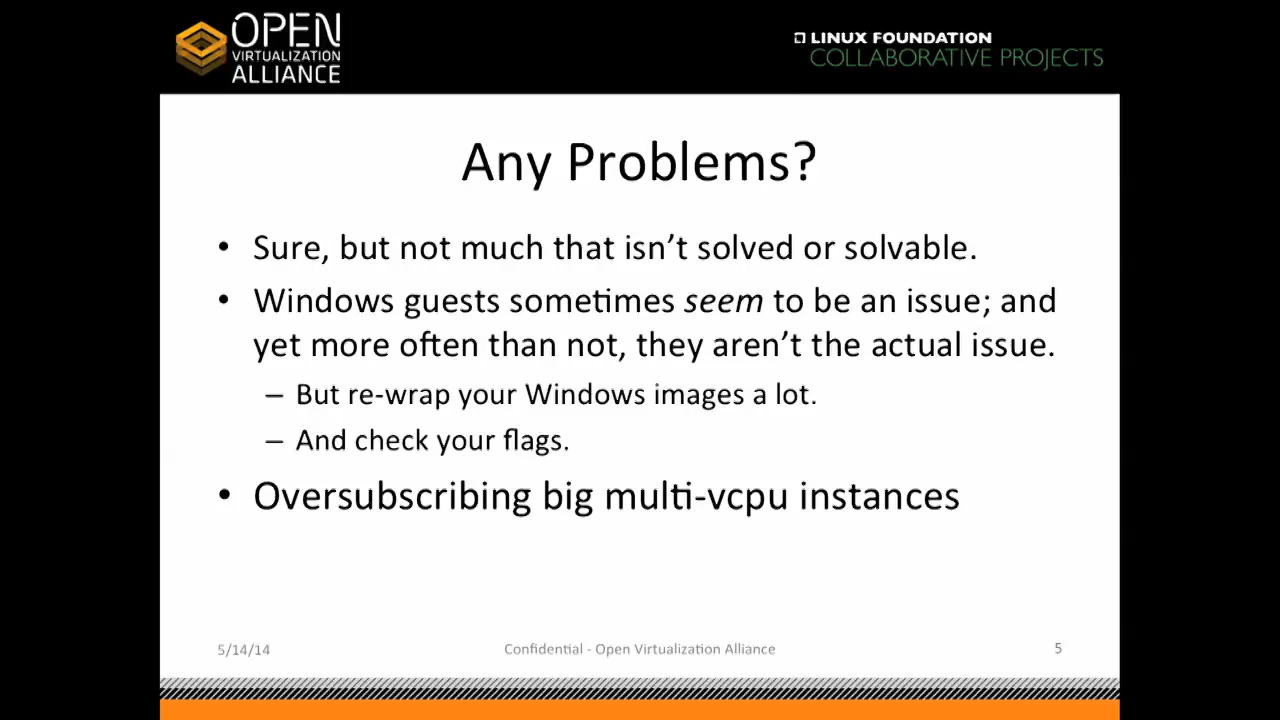 OPEN
VIRTUALIZATION
ALLIANCE
LINUX FOUNDATION
COLLABORATIVE PROJECTS
Any Problems?
• Sure, but not much that isn’t solved or solvable.
• Windows guests sometimes seem to be an issue; and
yet more often than not, they aren’t the actual issue.
– But re-wrap your Windows images a lot.
– And check your flags.
• Oversubscribing big multi-vcpu instances
5/14/14
Confidential - Open Virtualization Alliance
5